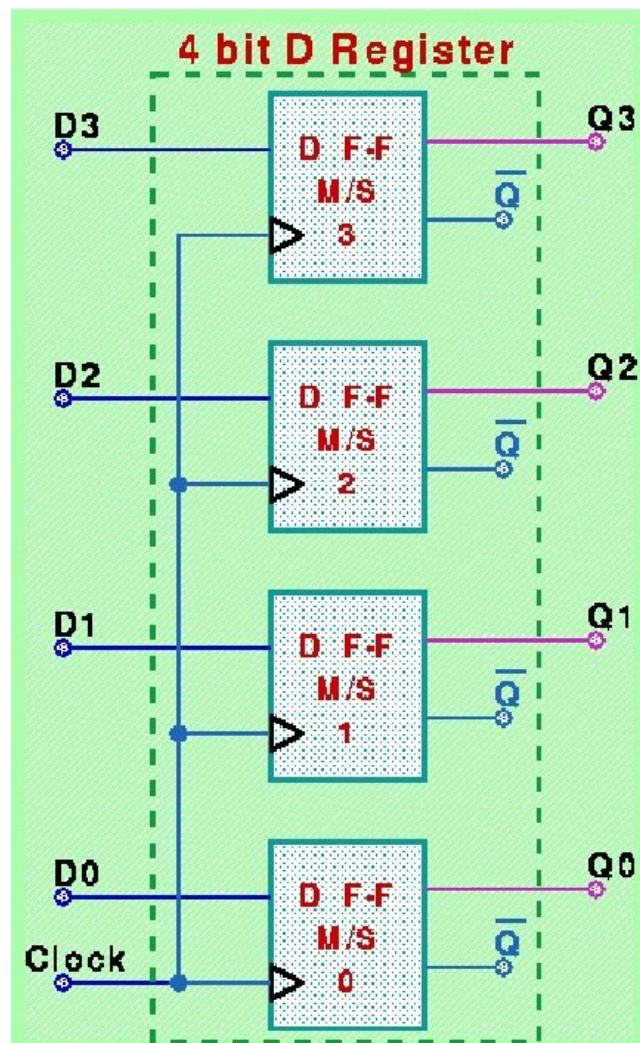 4 bit D Register
D3
D F-F
M/S
3
Q3
Q̅
D2
D F-F
M/S
2
Q2
Q̅
D1
D F-F
M/S
1
Q1
Q̅
D0
D F-F
M/S
0
Q0
Q̅
Clock